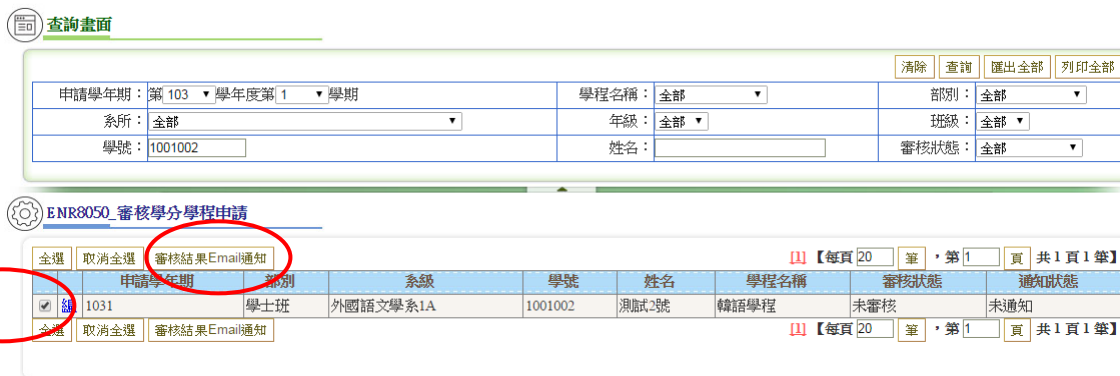 查詢畫面
清除 查詢 匯出全部 列印全部
申請學年期：第 103 學年度第 1 學期 學程名稱：全部 部別：全部
系所：全部 年級：全部 班級：全部
學號：1001002 姓名： 審核狀態：全部
ENR8050_審核學分學程申請
全選 取消全選 審核結果Email通知 [1] 【每頁 20 筆，第 1 頁 共 1 頁 1 筆】
申請學年期 部別 系級 學號 姓名 學程名稱 審核狀態 通知狀態
編 1031 學士班 外國語文學系1A 1001002 測試2號 韓語學程 未審核 未通知
全選 取消全選 審核結果Email通知 [1] 【每頁 20 筆，第 1 頁 共 1 頁 1 筆】